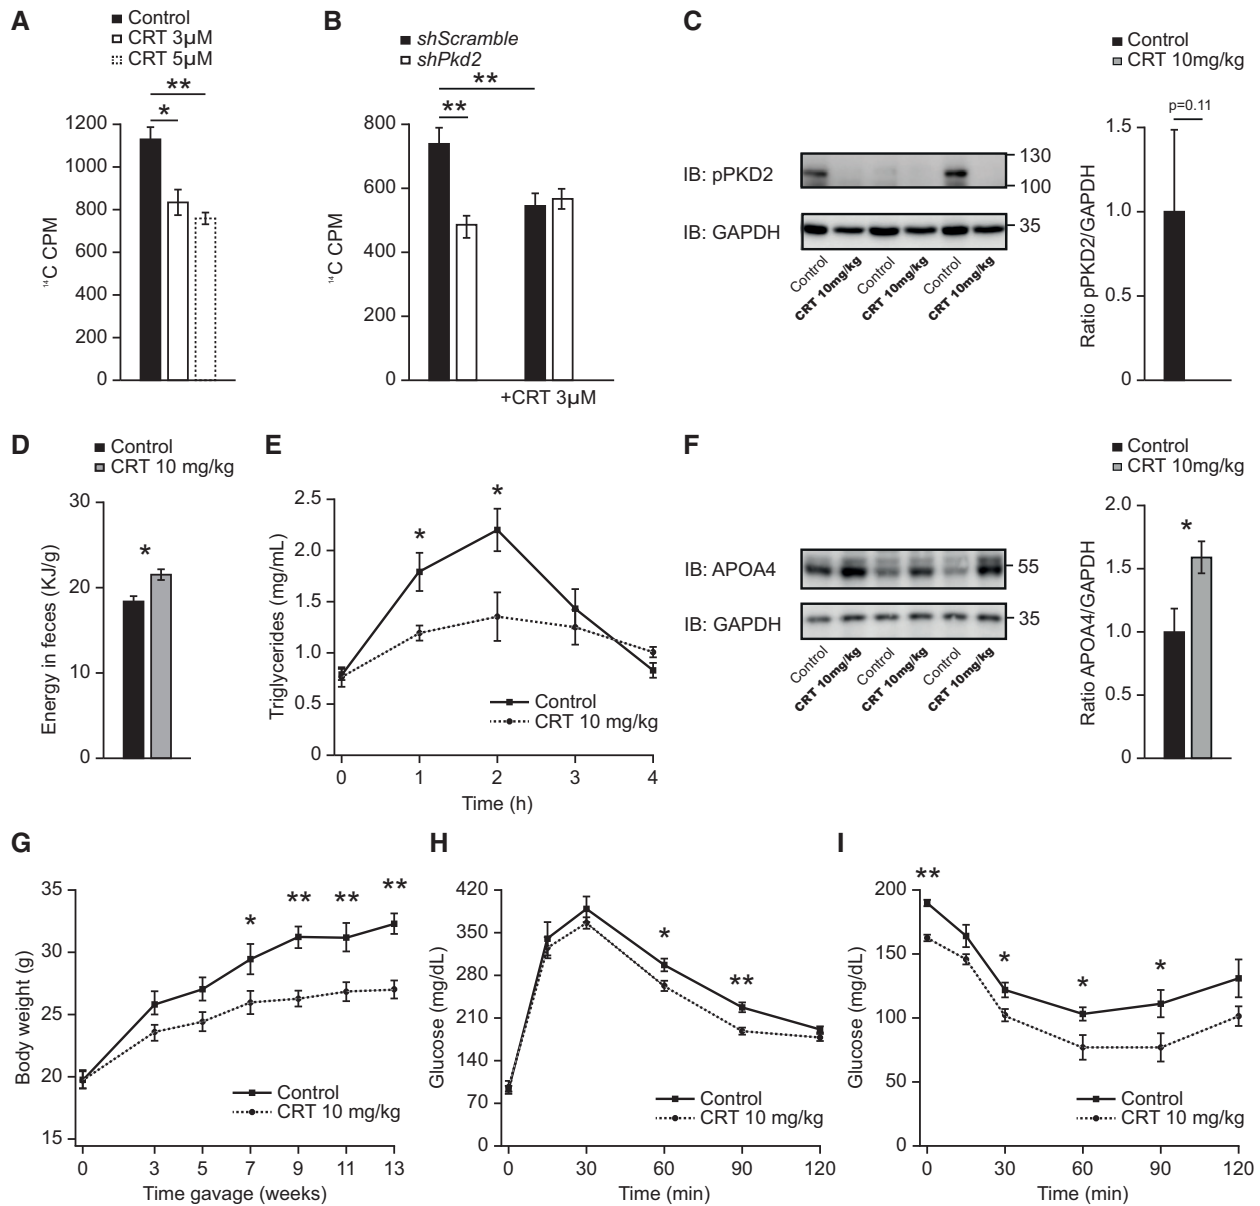 A
Control
CRT 3µM
CRT 5µM
**
*
1200
1000
800
600
400
200
0
¹⁴C CPM
B
shScramble
shPkd2
**
**
800
600
400
200
0
¹⁴C CPM
+CRT 3µM
C
IB: pPKD2
130
100
IB: GAPDH
35
Control
CRT 10mg/kg
Control
CRT 10mg/kg
Control
CRT 10mg/kg
Control
CRT 10mg/kg
p=0.11
1.5
1.0
0.5
0
Ratio pPKD2/GAPDH
D
Control
CRT 10 mg/kg
*
30
20
10
0
Energy in feces (KJ/g)
E
2.5
2.0
1.5
1.0
0.5
0
Triglycerides (mg/mL)
*
*
Control
CRT 10 mg/kg
0 1 2 3 4
Time (h)
F
IB: APOA4
55
IB: GAPDH
35
Control
CRT 10mg/kg
Control
CRT 10mg/kg
Control
CRT 10mg/kg
Control
CRT 10mg/kg
*
2.0
1.5
1.0
0.5
0
Ratio APOA4/GAPDH
G
35
30
25
20
15
Body weight (g)
*
**
**
**
Control
CRT 10 mg/kg
0 3 5 7 9 11 13
Time gavage (weeks)
H
420
350
280
210
140
70
0
Glucose (mg/dL)
*
**
Control
CRT 10 mg/kg
0 30 60 90 120
Time (min)
I
200
150
100
50
0
Glucose (mg/dL)
**
*
*
*
Control
CRT 10 mg/kg
0 30 60 90 120
Time (min)